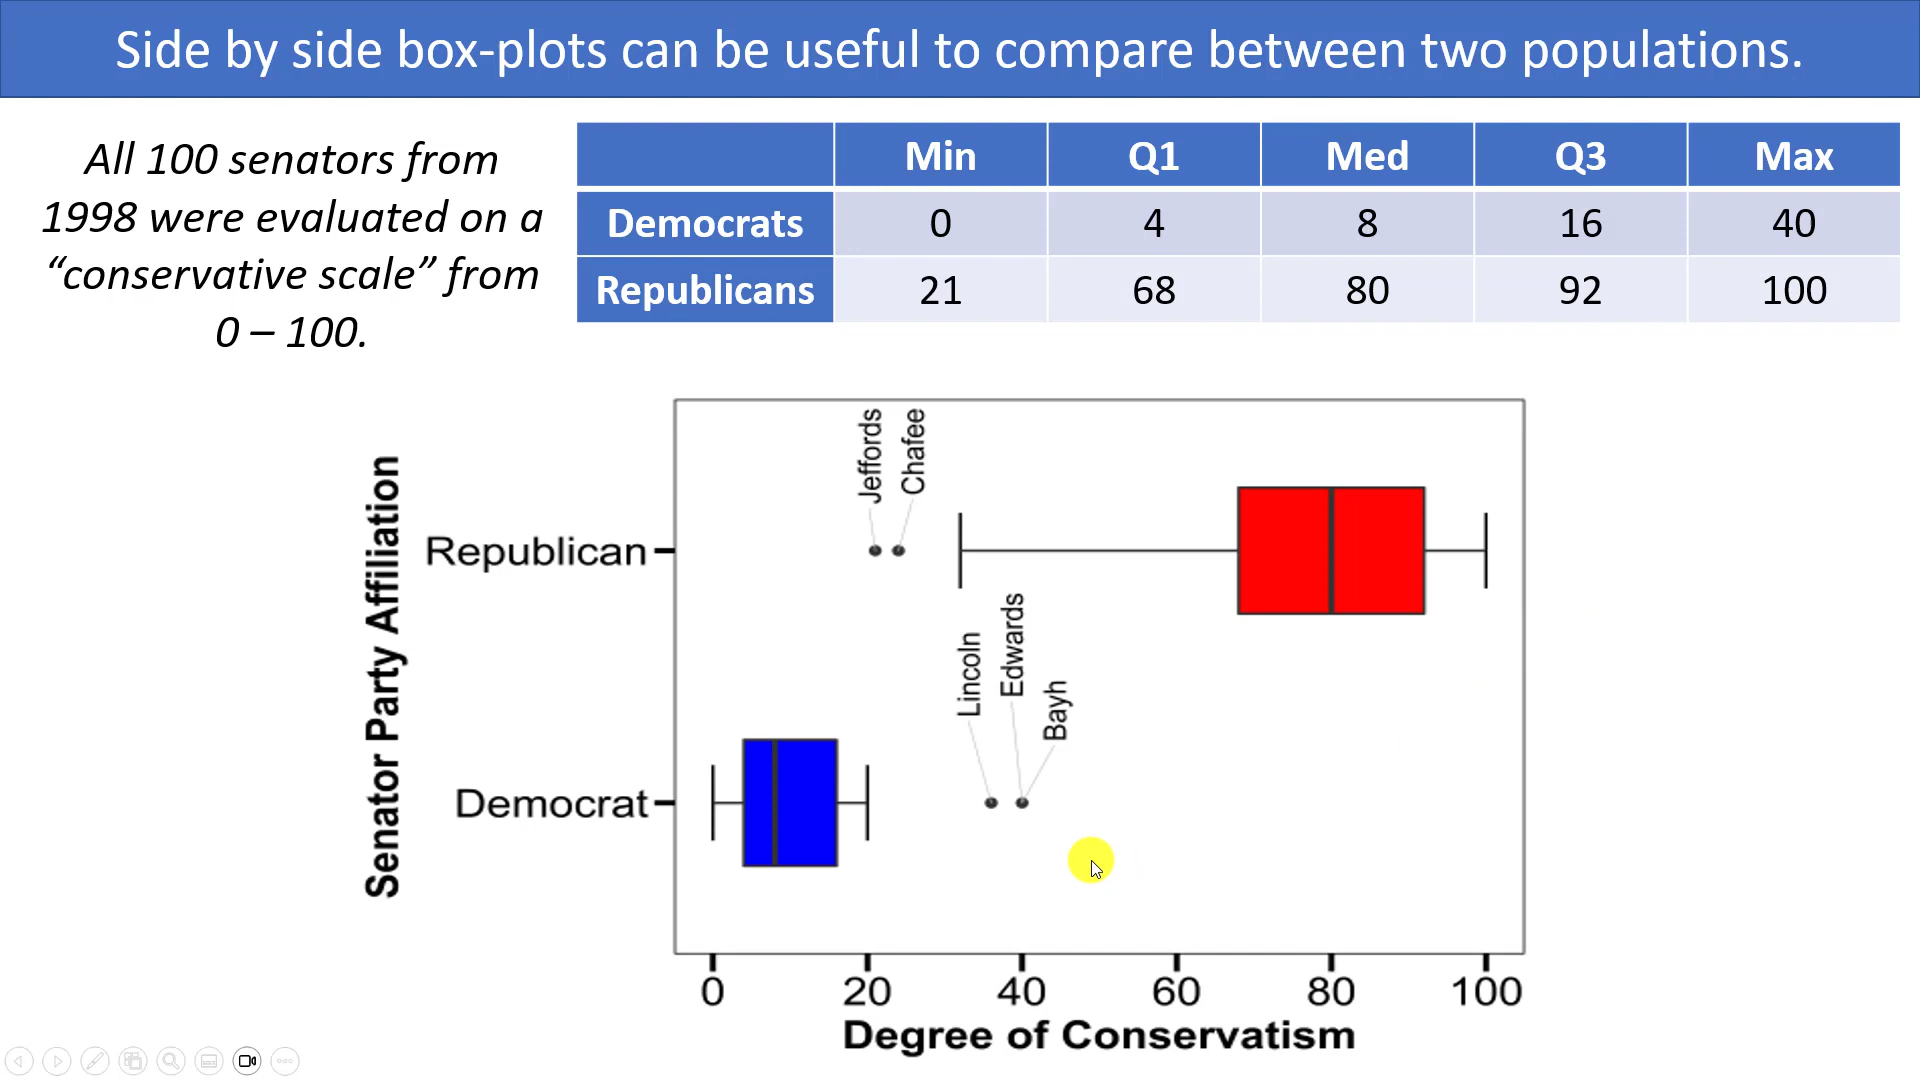 Side by side box-plots can be useful to compare between two populations.
All 100 senators from
1998 were evaluated on a
“conservative scale” from
0 – 100.
Min Q1 Med Q3 Max
Democrats 0 4 8 16 40
Republicans 21 68 80 92 100
Senator Party Affiliation
Republican
Jeffords
Chafee
Democrat
Lincoln
Edwards
Bayh
0 20 40 60 80 100
Degree of Conservatism